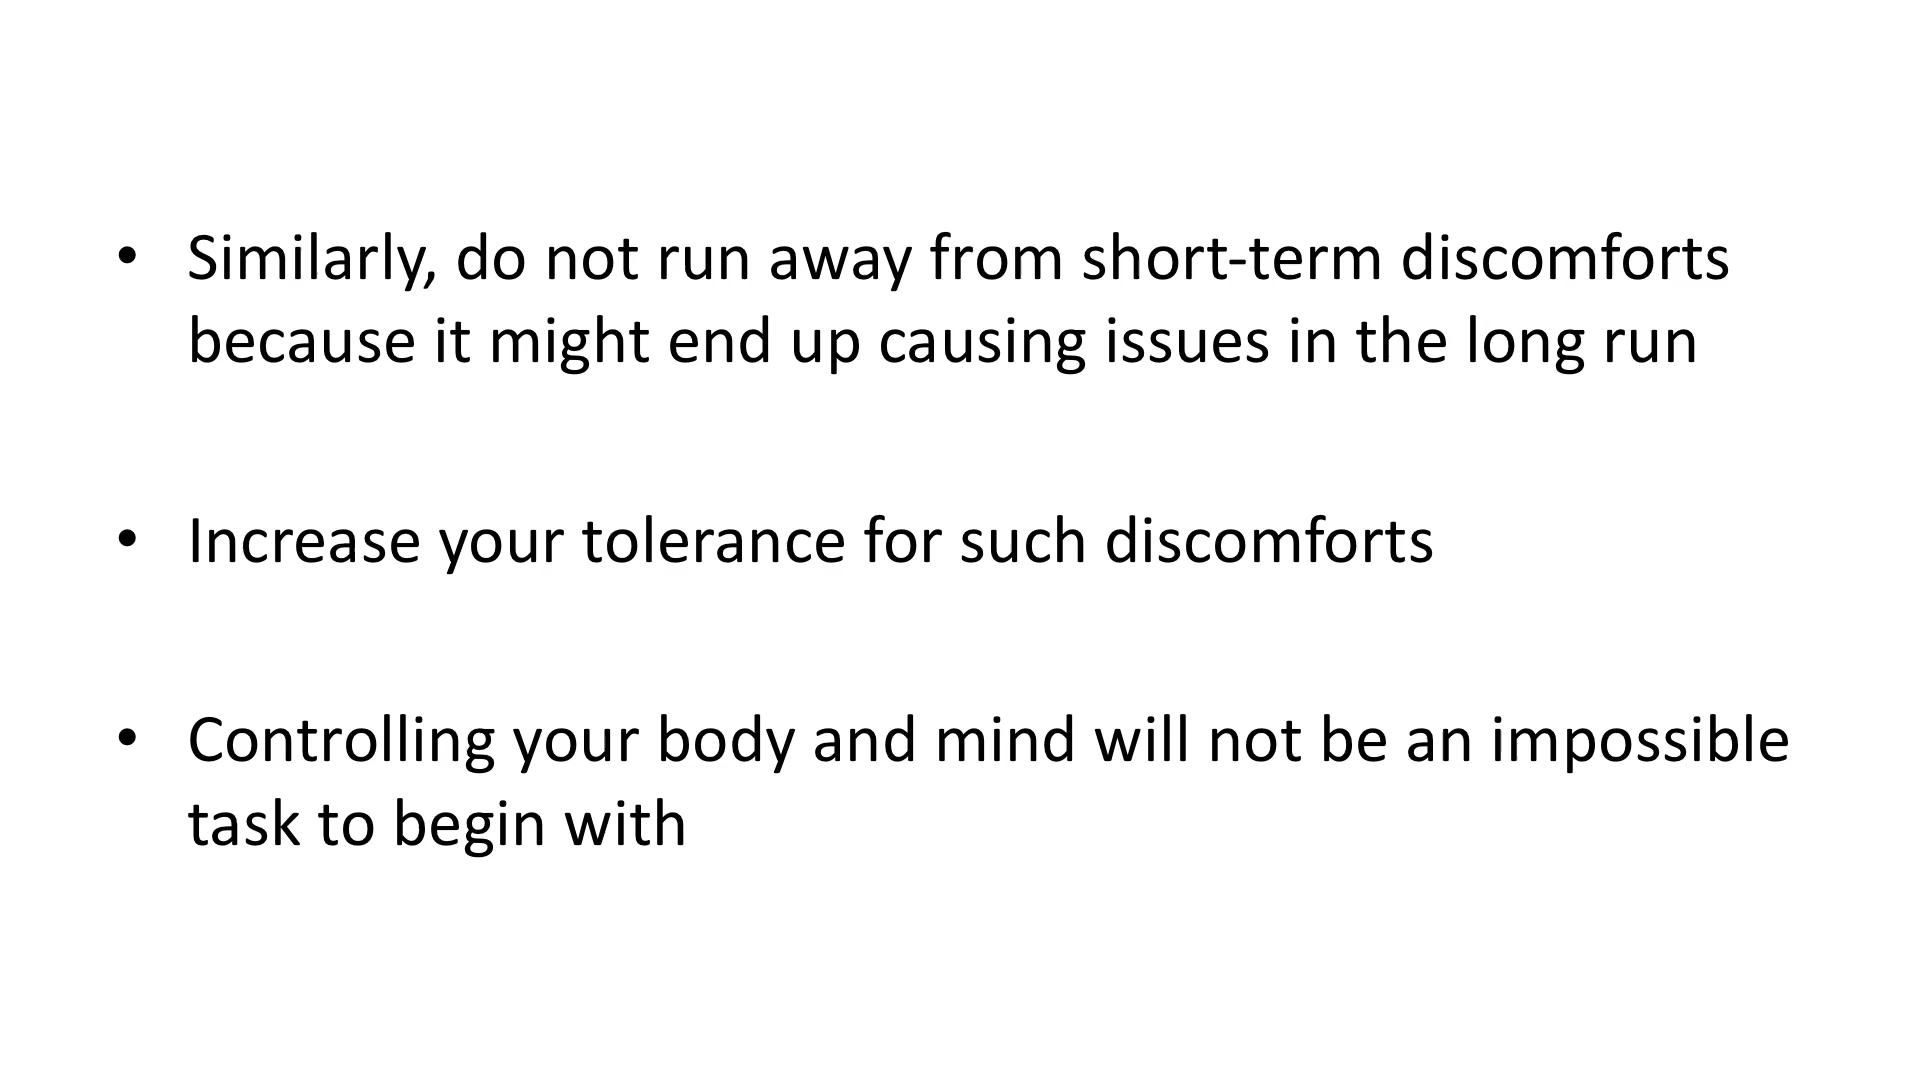 • Similarly, do not run away from short-term discomforts
because it might end up causing issues in the long run
• Increase your tolerance for such discomforts
• Controlling your body and mind will not be an impossible
task to begin with